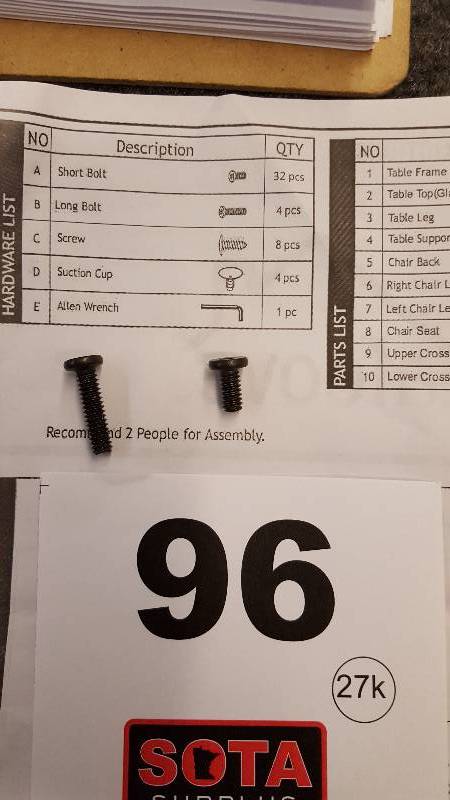 HARDWARE LIST
NO Description QTY
A Short Bolt 32 pcs
B Long Bolt 4 pcs
C Screw 8 pcs
D Suction Cup 4 pcs
E Allen Wrench 1 pc
PARTS LIST
NO
1 Table Frame
2 Table Top(Gla
3 Table Leg
4 Table Suppor
5 Chair Back
6 Right Chair L
7 Left Chair Le
8 Chair Seat
9 Upper Cross
10 Lower Cross
Recom nd 2 People for Assembly.
96
27k
SOTA
SURPLUS